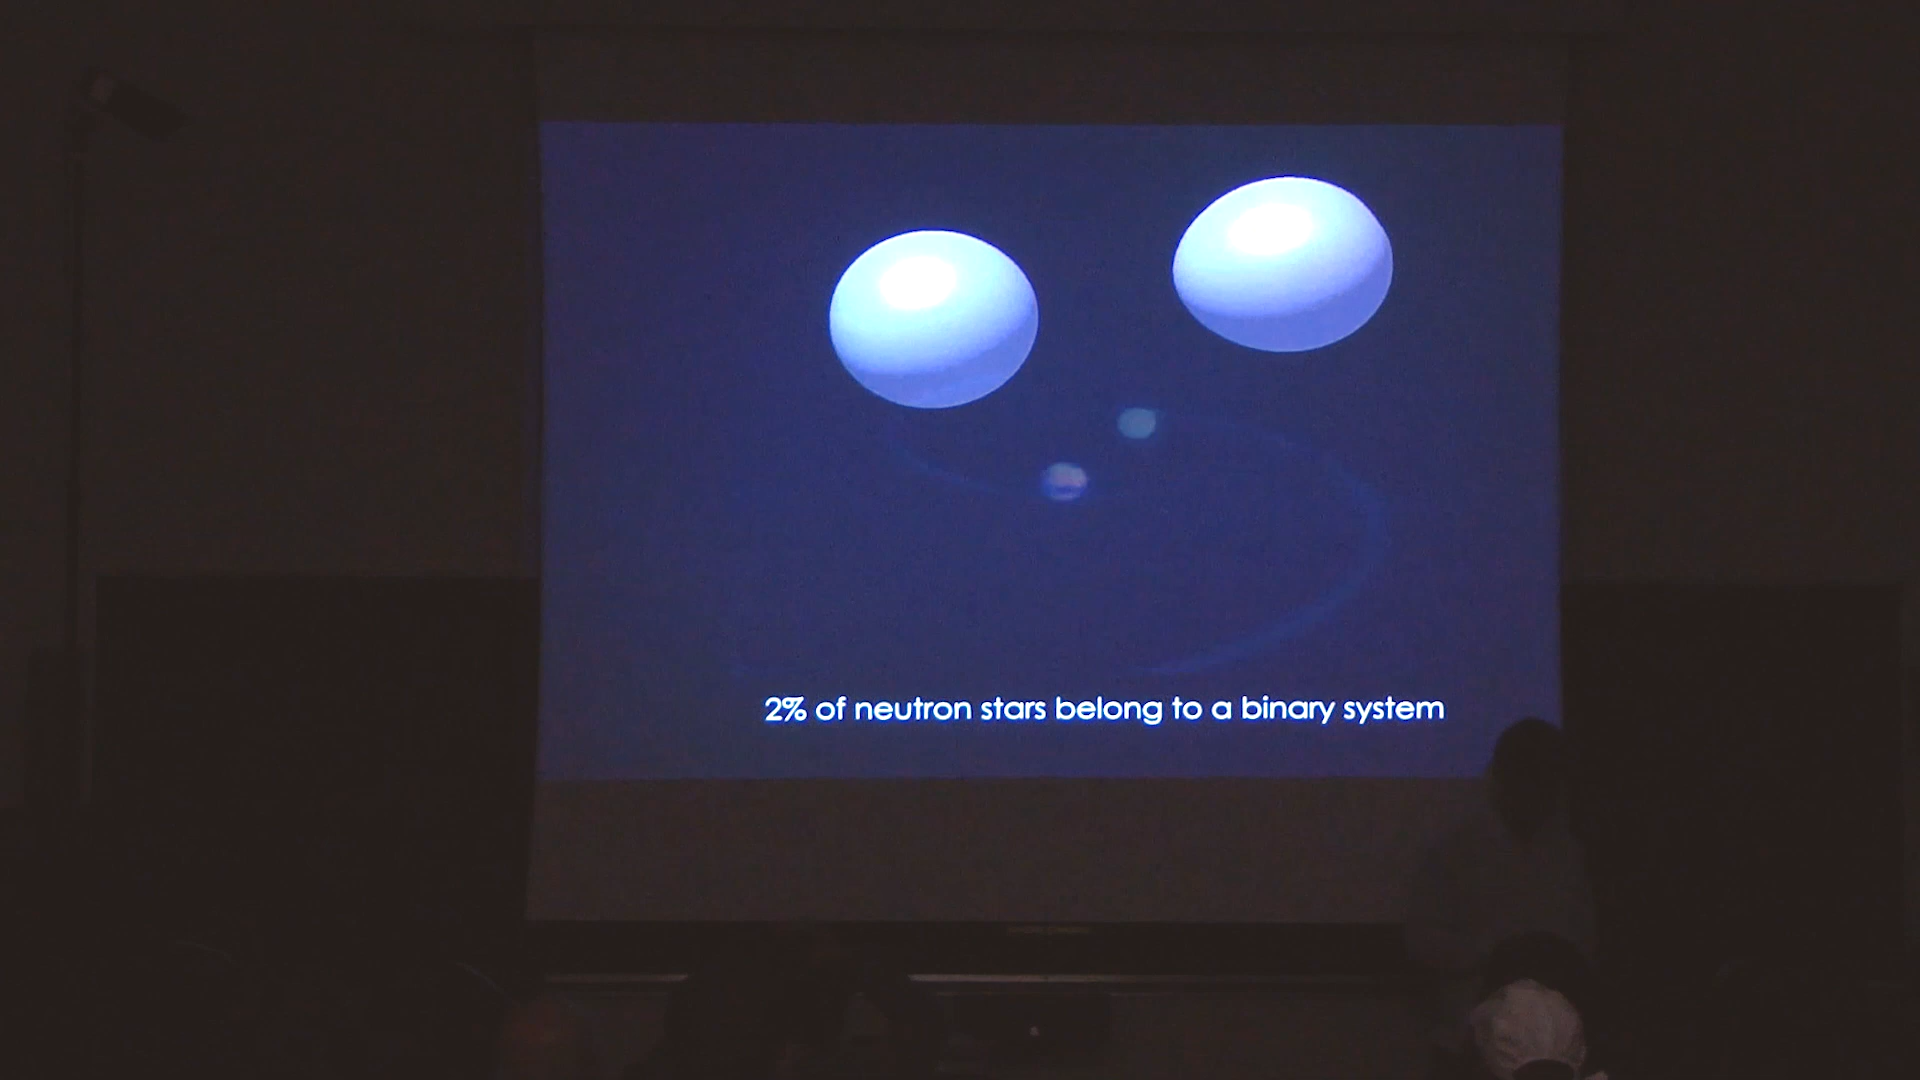 2% of neutron stars belong to a binary system